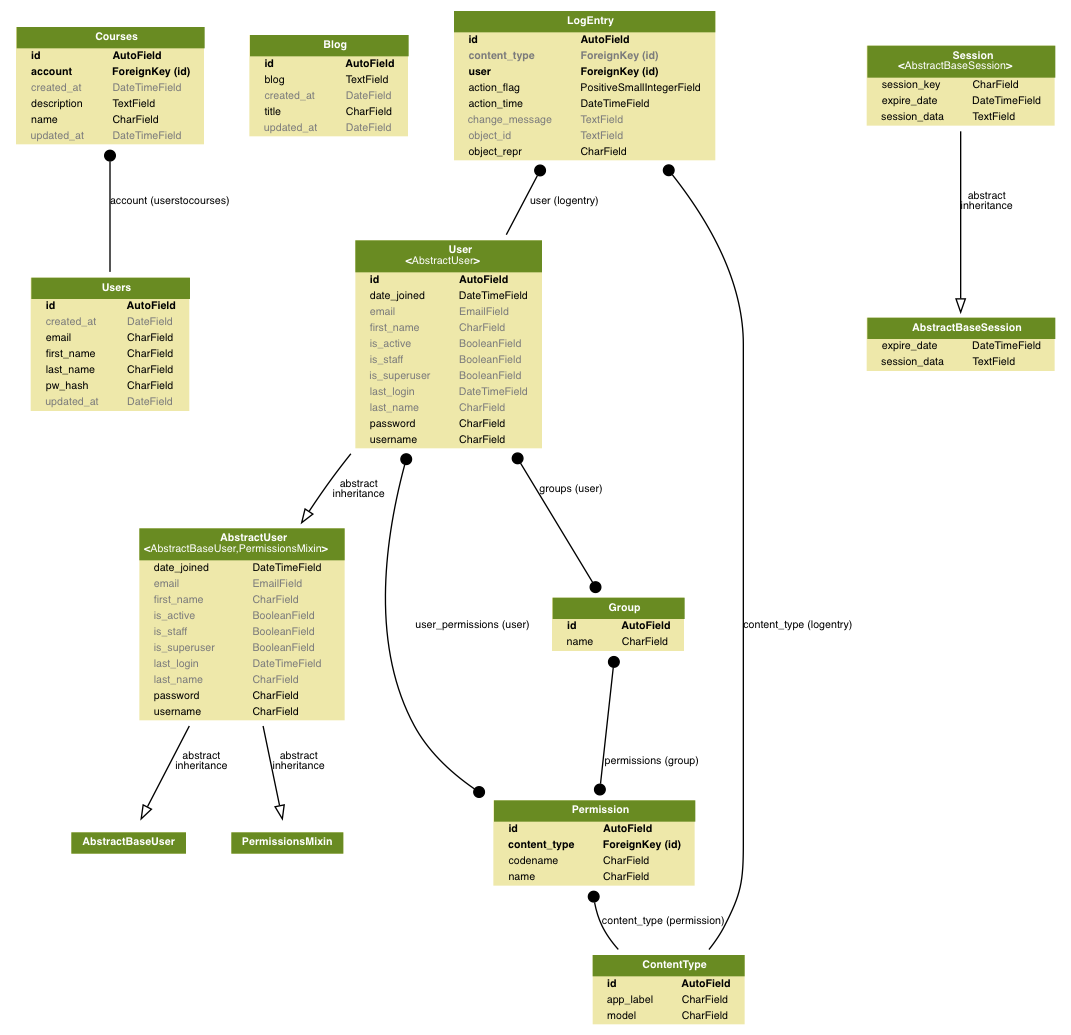 Courses
id AutoField
account ForeignKey (id)
created_at DateTimeField
description TextField
name CharField
updated_at DateTimeField
Blog
id AutoField
blog TextField
created_at DateField
title CharField
updated_at DateField
LogEntry
id AutoField
content_type ForeignKey (id)
user ForeignKey (id)
action_flag PositiveSmallIntegerField
action_time DateTimeField
change_message TextField
object_id TextField
object_repr CharField
Session
<AbstractBaseSession>
session_key CharField
expire_date DateTimeField
session_data TextField
account (userstocourses)
user (logentry)
abstract
inheritance
Users
id AutoField
created_at DateField
email CharField
first_name CharField
last_name CharField
pw_hash CharField
updated_at DateField
User
<AbstractUser>
id AutoField
date_joined DateTimeField
email EmailField
first_name CharField
is_active BooleanField
is_staff BooleanField
is_superuser BooleanField
last_login DateTimeField
last_name CharField
password CharField
username CharField
AbstractBaseSession
expire_date DateTimeField
session_data TextField
abstract
inheritance
groups (user)
AbstractUser
<AbstractBaseUser,PermissionsMixin>
date_joined DateTimeField
email EmailField
first_name CharField
is_active BooleanField
is_staff BooleanField
is_superuser BooleanField
last_login DateTimeField
last_name CharField
password CharField
username CharField
user_permissions (user)
Group
id AutoField
name CharField
content_type (logentry)
abstract
inheritance
abstract
inheritance
permissions (group)
AbstractBaseUser
PermissionsMixin
Permission
id AutoField
content_type ForeignKey (id)
codename CharField
name CharField
content_type (permission)
ContentType
id AutoField
app_label CharField
model CharField